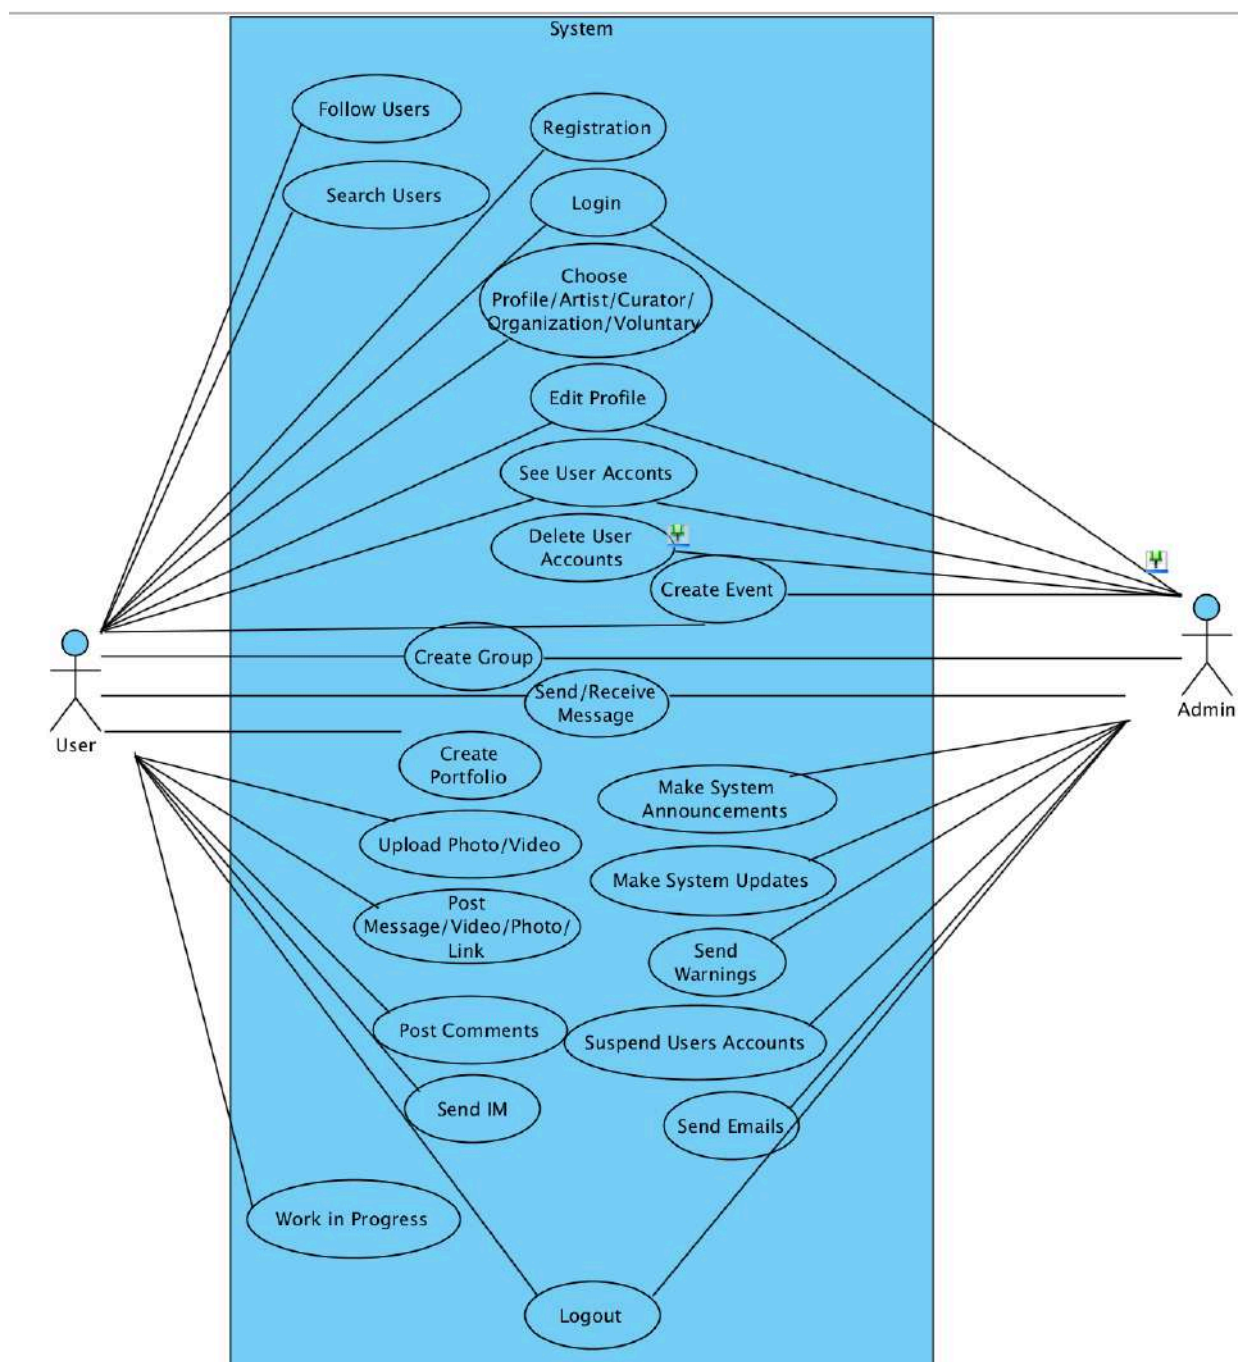 System
Follow Users
Registration
Search Users
Login
Choose
Profile/Artist/Curator/
Organization/Voluntary
Edit Profile
See User Acconts
Delete User
Accounts
Create Event
Create Group
Send/Receive
Message
User
Admin
Create
Portfolio
Make System
Announcements
Upload Photo/Video
Make System Updates
Post
Message/Video/Photo/
Link
Send
Warnings
Post Comments
Suspend Users Accounts
Send IM
Send Emails
Work in Progress
Logout